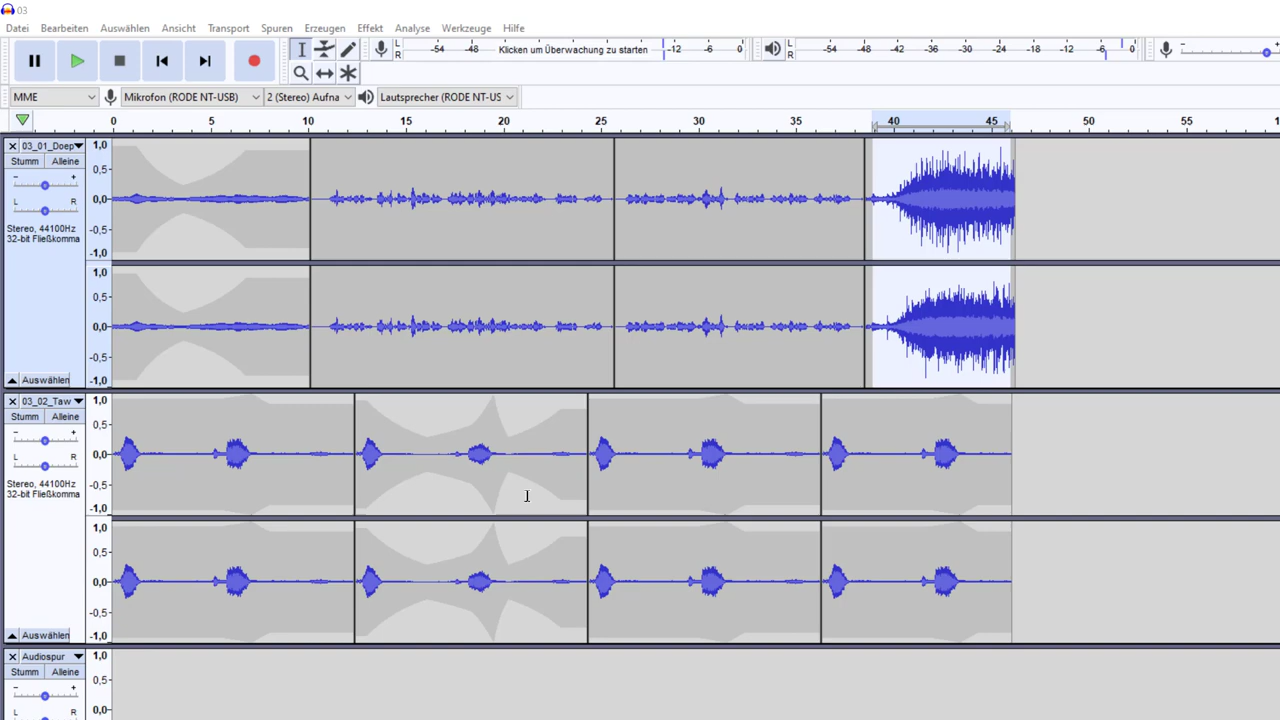 03
Datei Bearbeiten Auswählen Ansicht Transport Spuren Erzeugen Effekt Analyse Werkzeuge Hilfe
L R -54 -48 Klicken um Überwachung zu starten -12 -6 0 L R -54 -48 -42 -36 -30 -24 -18 -12 -6 0 - +
MME Mikrofon (RODE NT-USB) 2 (Stereo) Aufna Lautsprecher (RODE NT-US
0 5 10 15 20 25 30 35 40 45 50 55
03_01_Doep 1,0
Stumm Alleine
- + 0,5
L R 0,0
Stereo, 44100Hz -0,5
32-bit Fließkomma
-1,0
1,0
0,5
0,0
-0,5
Auswählen -1,0
03_02_Taw 1,0
Stumm Alleine
- + 0,5
L R 0,0
Stereo, 44100Hz -0,5
32-bit Fließkomma
-1,0
1,0
0,5
0,0
-0,5
Auswählen -1,0
Audiospur 1,0
Stumm Alleine
- + 0,5
L R 0,0